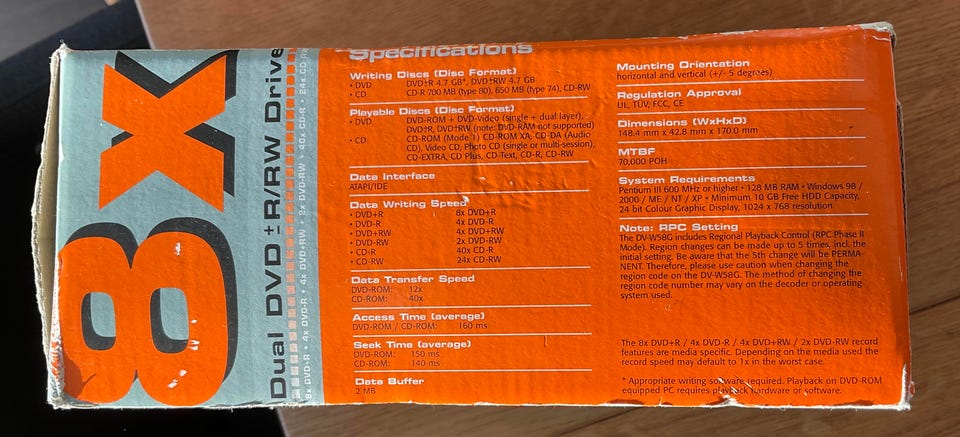 8X
Dual DVD±R/RW Drive
8x DVD+R • 4x DVD-R • 4x DVD+RW • 2x DVD-RW • 40x CD-R • 24x CD-RW
Specifications
Writing Discs (Disc Format)
• DVD DVD±R 4.7 GB*, DVD±RW 4.7 GB
• CD CD-R 700 MB (type 80), 650 MB (type 74), CD-RW
Playable Discs (Disc Format)
• DVD DVD-ROM + DVD-Video (single + dual layer),
DVD±R, DVD±RW (note: DVD-RAM not supported)
• CD CD-ROM (Mode 1) CD-ROM XA, CD-DA (Audio
CD), Video CD, Photo CD (single or multi-session),
CD-EXTRA, CD Plus, CD-Text, CD-R, CD-RW
Data Interface
ATAPI/IDE
Data Writing Speed
• DVD+R 8x DVD+R
• DVD-R 4x DVD-R
• DVD+RW 4x DVD+RW
• DVD-RW 2x DVD-RW
• CD-R 40x CD-R
• CD-RW 24x CD-RW
Data Transfer Speed
DVD-ROM: 12x
CD-ROM: 40x
Access Time (average)
DVD-ROM / CD-ROM: 160 ms
Seek Time (average)
DVD-ROM: 150 ms
CD-ROM: 140 ms
Data Buffer
2 MB
Mounting Orientation
horizontal and vertical (+/- 5 degrees)
Regulation Approval
UL, TÜV, FCC, CE
Dimensions (WxHxD)
148.4 mm x 42.8 mm x 170.0 mm
MTBF
70,000 POH
System Requirements
Pentium III 600 MHz or higher • 128 MB RAM • Windows 98 /
2000 / ME / NT / XP • Minimum 10 GB Free HDD Capacity,
24 bit Colour Graphic Display, 1024 x 768 resolution
Note: RPC Setting
The DV-W58G includes Regional Playback Control (RPC Phase II
Mode). Region changes can be made up to 5 times, incl. the
initial setting. Be aware that the 5th change will be PERMA-
NENT. Therefore, please use caution when changing the
region code on the DV-W58G. The method of changing the
region code number may vary on the decoder or operating
system used.
The 8x DVD+R / 4x DVD-R / 4x DVD+RW / 2x DVD-RW record
features are media specific. Depending on the media used the
record speed may default to 1x in the worst case.
* Appropriate writing software required. Playback on DVD-ROM
equipped PC requires playback hardware or software.